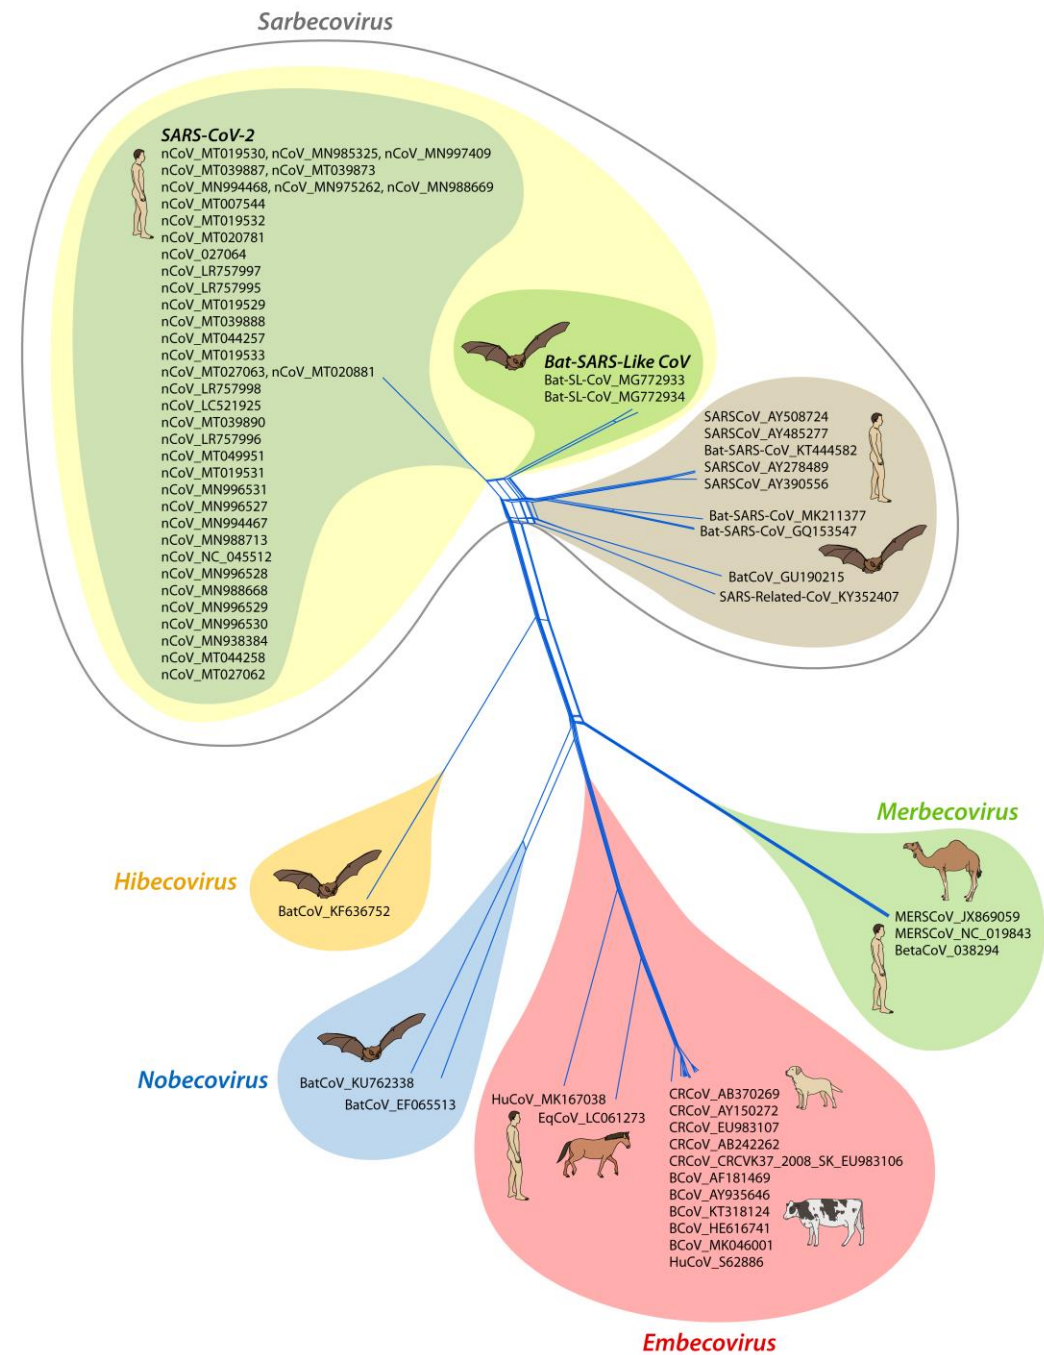 Sarbecovirus
SARS-CoV-2
nCoV_MT019530, nCoV_MN985325, nCoV_MN997409
nCoV_MT039887, nCoV_MT039873
nCoV_MN994468, nCoV_MN975262, nCoV_MN988669
nCoV_MT007544
nCoV_MT019532
nCoV_MT020781
nCoV_027064
nCoV_LR757997
nCoV_LR757995
nCoV_MT019529
nCoV_MT039888
nCoV_MT044257
nCoV_MT019533
nCoV_MT027063, nCoV_MT020881
nCoV_LR757998
nCoV_LC521925
nCoV_MT039890
nCoV_LR757996
nCoV_MT049951
nCoV_MT019531
nCoV_MN996531
nCoV_MN996527
nCoV_MN994467
nCoV_MN988713
nCoV_NC_045512
nCoV_MN996528
nCoV_MN988668
nCoV_MN996529
nCoV_MN996530
nCoV_MN938384
nCoV_MT044258
nCoV_MT027062
Bat-SARS-Like CoV
Bat-SL-CoV_MG772933
Bat-SL-CoV_MG772934
SARSCoV_AY508724
SARSCoV_AY485277
Bat-SARS-CoV_KT444582
SARSCoV_AY278489
SARSCoV_AY390556
Bat-SARS-CoV_MK211377
Bat-SARS-CoV_GQ153547
BatCoV_GU190215
SARS-Related-CoV_KY352407
Hibecovirus
BatCoV_KF636752
Nobecovirus
BatCoV_KU762338
BatCoV_EF065513
Merbecovirus
MERSCoV_JX869059
MERSCoV_NC_019843
BetaCoV_038294
HuCoV_MK167038
EqCoV_LC061273
CRCoV_AB370269
CRCoV_AY150272
CRCoV_EU983107
CRCoV_AB242262
CRCoV_CRCVK37_2008_SK_EU983106
BCoV_AF181469
BCoV_AY935646
BCoV_KT318124
BCoV_HE616741
BCoV_MK046001
HuCoV_S62886
Embecovirus